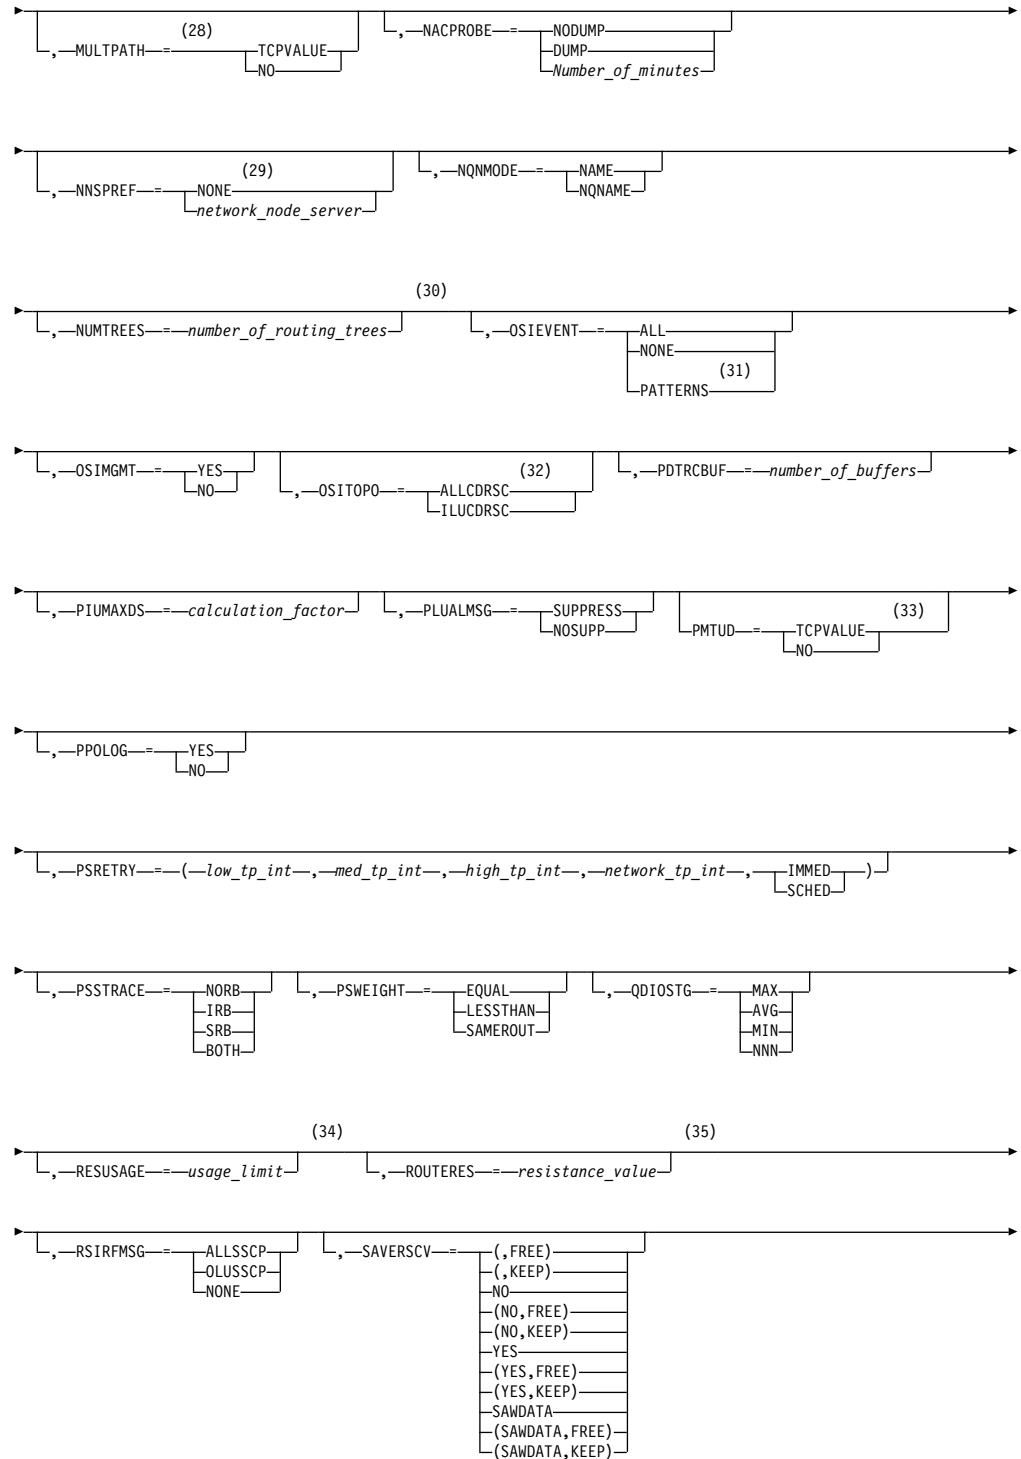 (28)
, MULTPATH = TCPVALUE
NO
, NACPROBE = NODUMP
DUMP
Number_of_minutes
(29)
, NNSPREF = NONE
network_node_server
, NQNMODE = NAME
NQNAME
(30)
, NUMTREES = number_of_routing_trees
, OSIEVENT = ALL
NONE
(31)
PATTERNS
, OSIMGMT = YES
NO
(32)
, OSITOPO = ALLCDRSC
ILUCDRSC
, PDTRCBUF = number_of_buffers
, PIUMAXDS = calculation_factor
, PLUALMSG = SUPPRESS
NOSUPP
(33)
PMTUD = TCPVALUE
NO
, PPOLOG = YES
NO
, PSRETRY = ( low_tp_int , med_tp_int , high_tp_int , network_tp_int , IMMED )
SCHED
, PSSTRACE = NORB
IRB
SRB
BOTH
, PSWEIGHT = EQUAL
LESSTHAN
SAMEROUT
, QDIOSTG = MAX
AVG
MIN
NNN
(34)
, RESUSAGE = usage_limit
(35)
, ROUTERES = resistance_value
, RSIRFMSG = ALLSSCP
OLUSSCP
NONE
, SAVERSCV = (,FREE)
(,KEEP)
NO
(NO,FREE)
(NO,KEEP)
YES
(YES,FREE)
(YES,KEEP)
SAWDATA
(SAWDATA,FREE)
(SAWDATA,KEEP)